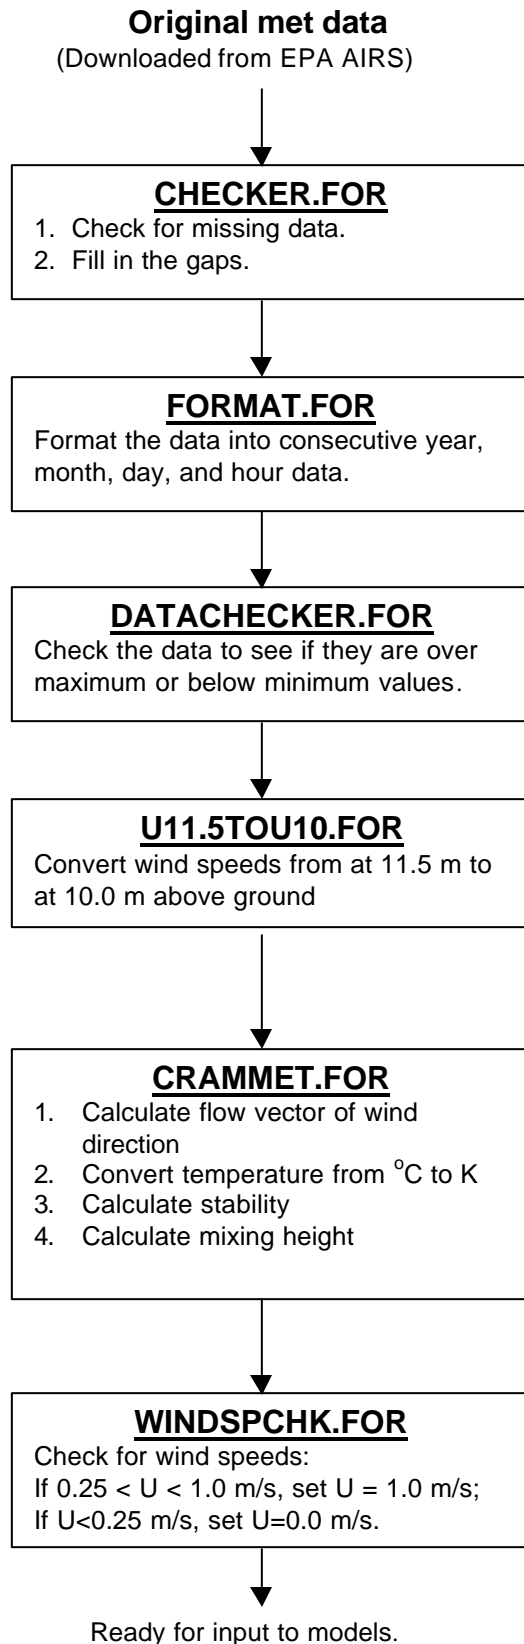 Original met data
(Downloaded from EPA AIRS)
CHECKER.FOR
1. Check for missing data.
2. Fill in the gaps.
FORMAT.FOR
Format the data into consecutive year,
month, day, and hour data.
DATACHECKER.FOR
Check the data to see if they are over
maximum or below minimum values.
U11.5TOU10.FOR
Convert wind speeds from at 11.5 m to
at 10.0 m above ground
CRAMMET.FOR
1. Calculate flow vector of wind
direction
2. Convert temperature from °C to K
3. Calculate stability
4. Calculate mixing height
WINDSPCHK.FOR
Check for wind speeds:
If 0.25 < U < 1.0 m/s, set U = 1.0 m/s;
If U<0.25 m/s, set U=0.0 m/s.
Ready for input to models.